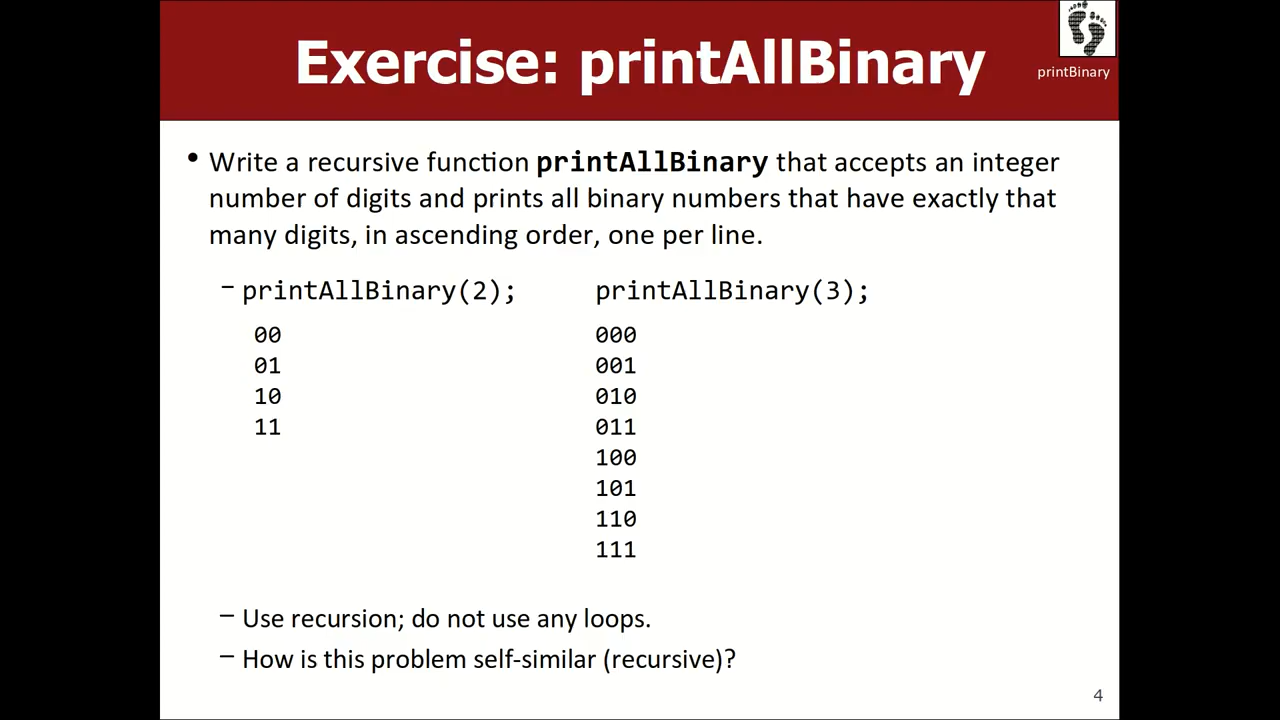 Exercise: printAllBinary
printBinary
• Write a recursive function printAllBinary that accepts an integer
number of digits and prints all binary numbers that have exactly that
many digits, in ascending order, one per line.
– printAllBinary(2); printAllBinary(3);
00 000
01 001
10 010
11 011
100
101
110
111
– Use recursion; do not use any loops.
– How is this problem self-similar (recursive)?
4